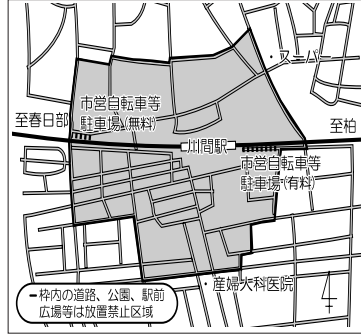 ・スーパー
市営自転車等
駐車場(無料)
至春日部
川間駅
至柏
市営自転車等
駐車場(有料)
・産婦人科医院
枠内の道路、公園、駅前
広場等は放置禁止区域